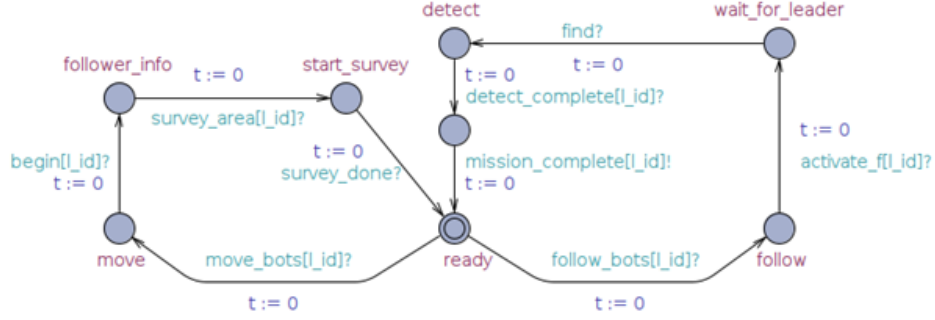 detect
wait_for_leader
find?
t := 0
follower_info
t := 0
start_survey
t := 0
detect_complete[l_id]?
survey_area[l_id]?
t := 0
activate_f[l_id]?
begin[l_id]?
t := 0
t := 0
survey_done?
mission_complete[l_id]!
t := 0
move
move_bots[l_id]?
ready
follow_bots[l_id]?
follow
t := 0
t := 0